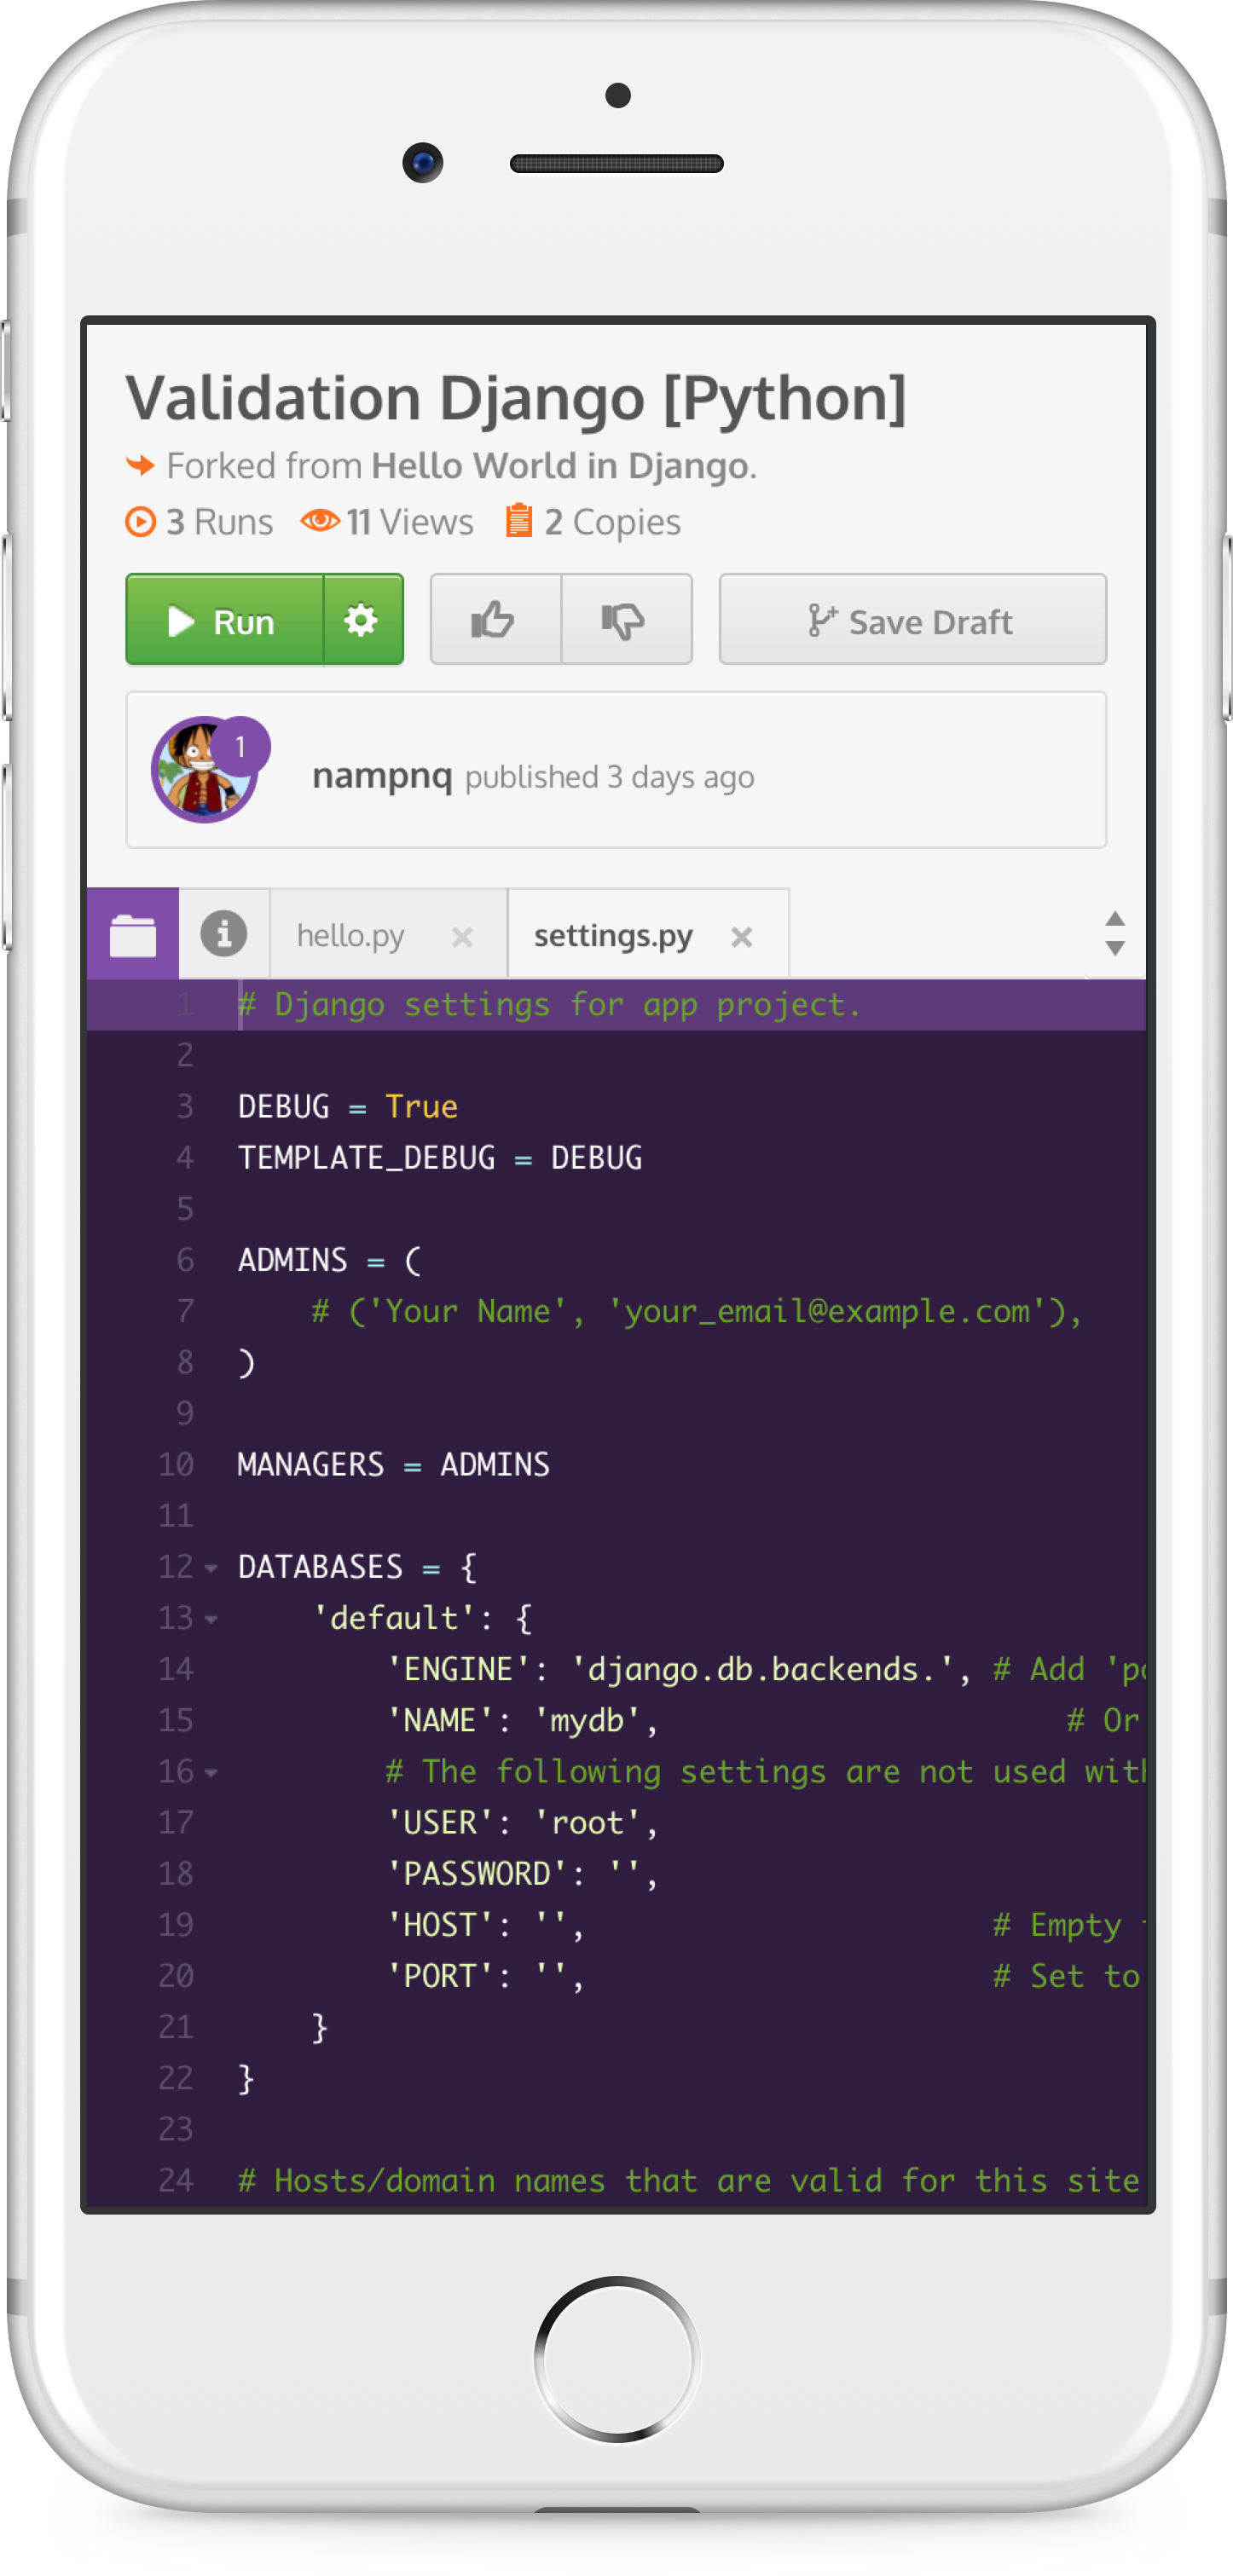 Validation Django [Python]
Forked from Hello World in Django.
3 Runs 11 Views 2 Copies
Run Save Draft
1
nampnq published 3 days ago
hello.py × settings.py ×
1 # Django settings for app project.
2
3 DEBUG = True
4 TEMPLATE_DEBUG = DEBUG
5
6 ADMINS = (
7     # ('Your Name', 'your_email@example.com'),
8 )
9
10 MANAGERS = ADMINS
11
12 DATABASES = {
13     'default': {
14         'ENGINE': 'django.db.backends.', # Add
15         'NAME': 'mydb',                      # Or
16         # The following settings are not used
17         'USER': 'root',
18         'PASSWORD': '',
19         'HOST': '',                      # Empty
20         'PORT': '',                      # Set to
21     }
22 }
23
24 # Hosts/domain names that are valid for this site